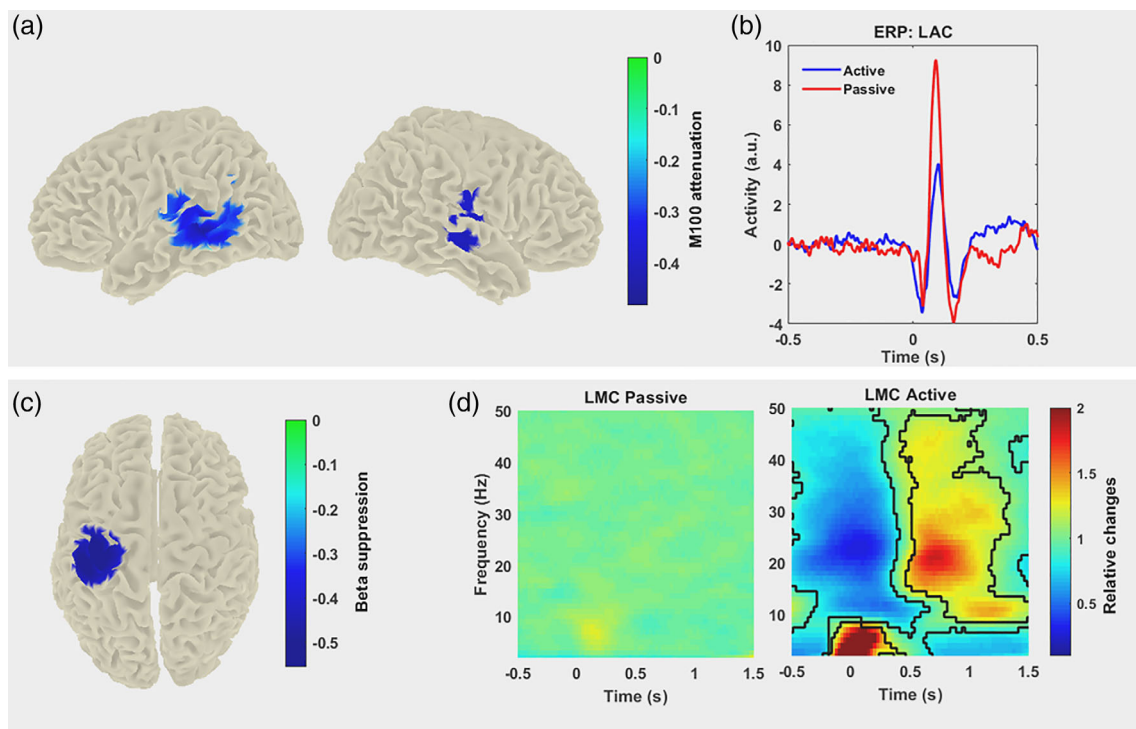 (a)
0
-0.1
-0.2
-0.3
-0.4
M100 attenuation
(b)
ERP: LAC
Active
Passive
10
8
6
4
2
0
-2
-4
Activity (a.u.)
-0.5
0
0.5
Time (s)
(c)
0
-0.1
-0.2
-0.3
-0.4
-0.5
Beta suppression
(d)
LMC Passive
50
40
30
20
10
Frequency (Hz)
-0.5
0
0.5
1
1.5
Time (s)
LMC Active
50
40
30
20
10
-0.5
0
0.5
1
1.5
Time (s)
2
1.5
1
0.5
Relative changes